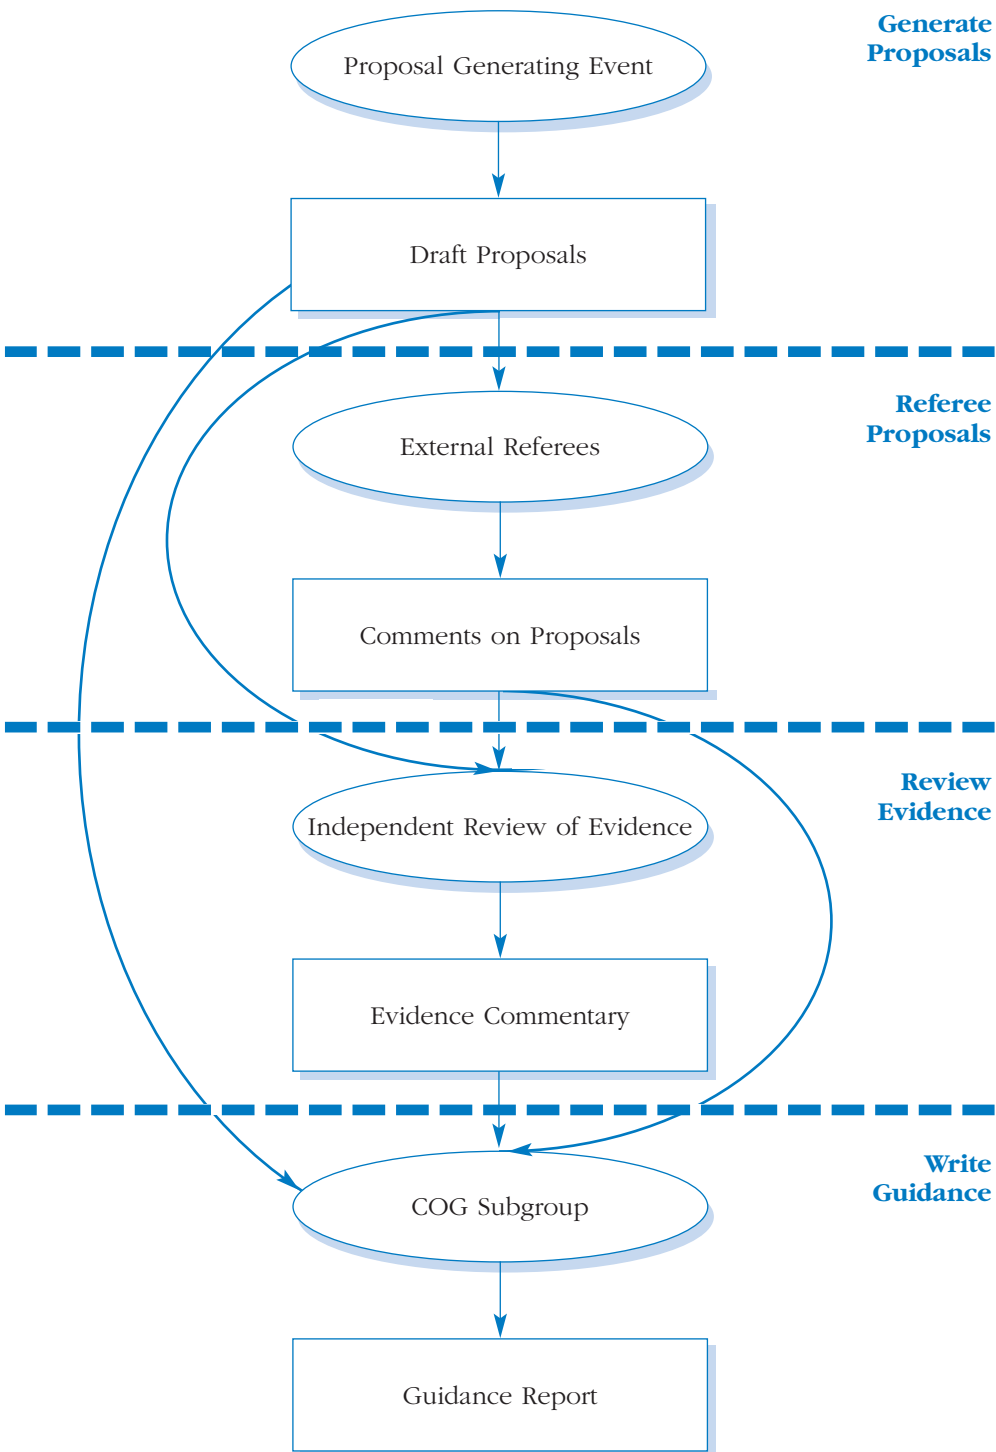 Generate
Proposals
Proposal Generating Event
Draft Proposals
Referee
Proposals
External Referees
Comments on Proposals
Review
Evidence
Independent Review of Evidence
Evidence Commentary
Write
Guidance
COG Subgroup
Guidance Report